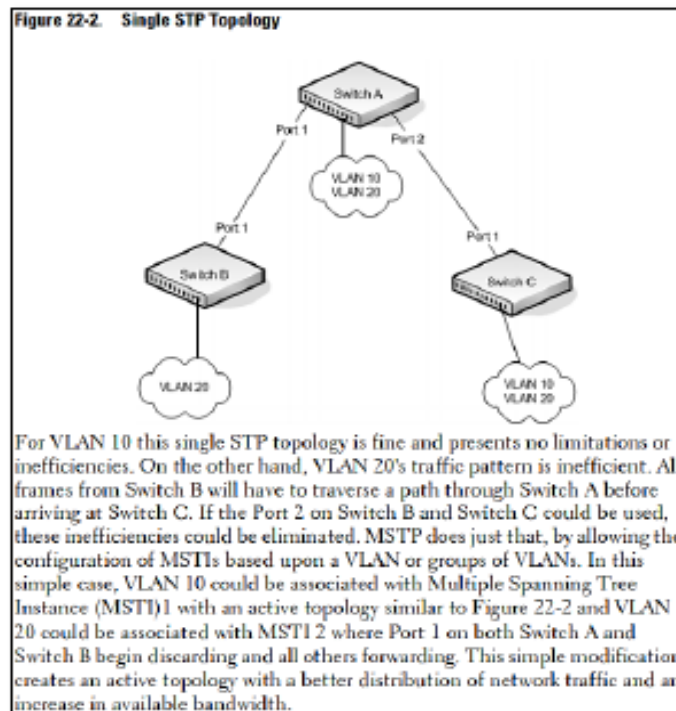 Figure 22-2. Single STP Topology
Switch A
Port 1
Port 2
VLAN 10
VLAN 20
Port 1
Port 1
Switch B
Switch C
VLAN 20
VLAN 10
VLAN 20
For VLAN 10 this single STP topology is fine and presents no limitations or
inefficiencies. On the other hand, VLAN 20's traffic pattern is inefficient. Al
frames from Switch B will have to traverse a path through Switch A before
arriving at Switch C. If the Port 2 on Switch B and Switch C could be used,
these inefficiencies could be eliminated. MSTP does just that, by allowing the
configuration of MSTIs based upon a VLAN or groups of VLANs. In this
simple case, VLAN 10 could be associated with Multiple Spanning Tree
Instance (MSTI)1 with an active topology similar to Figure 22-2 and VLAN
20 could be associated with MSTI 2 where Port 1 on both Switch A and
Switch B begin discarding and all others forwarding. This simple modification
creates an active topology with a better distribution of network traffic and an
increase in available bandwidth.